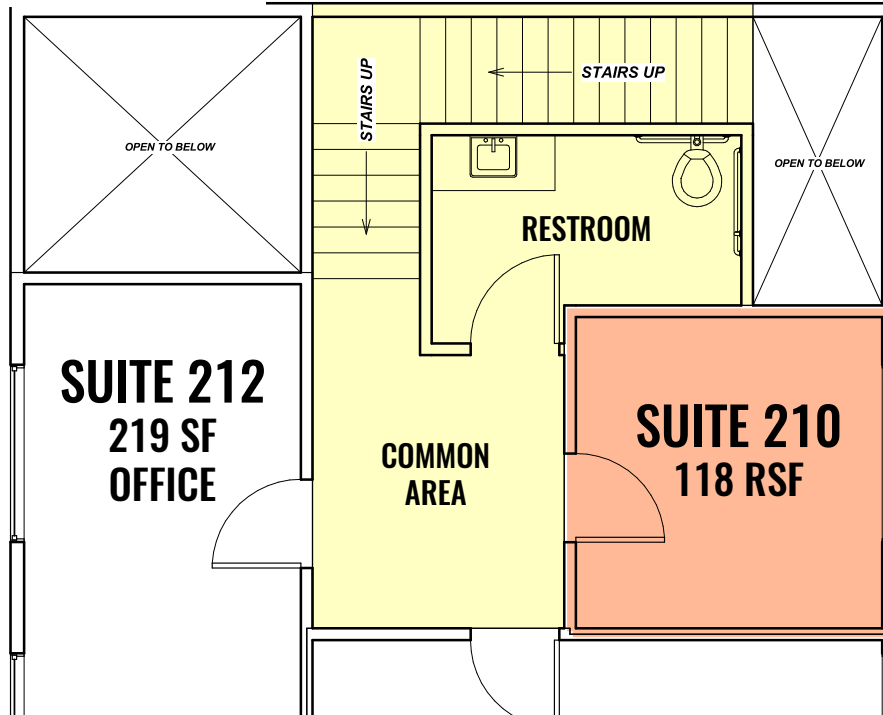 STAIRS UP
STAIRS UP
OPEN TO BELOW
OPEN TO BELOW
RESTROOM
SUITE 212
219 SF
OFFICE
COMMON
AREA
SUITE 210
118 RSF